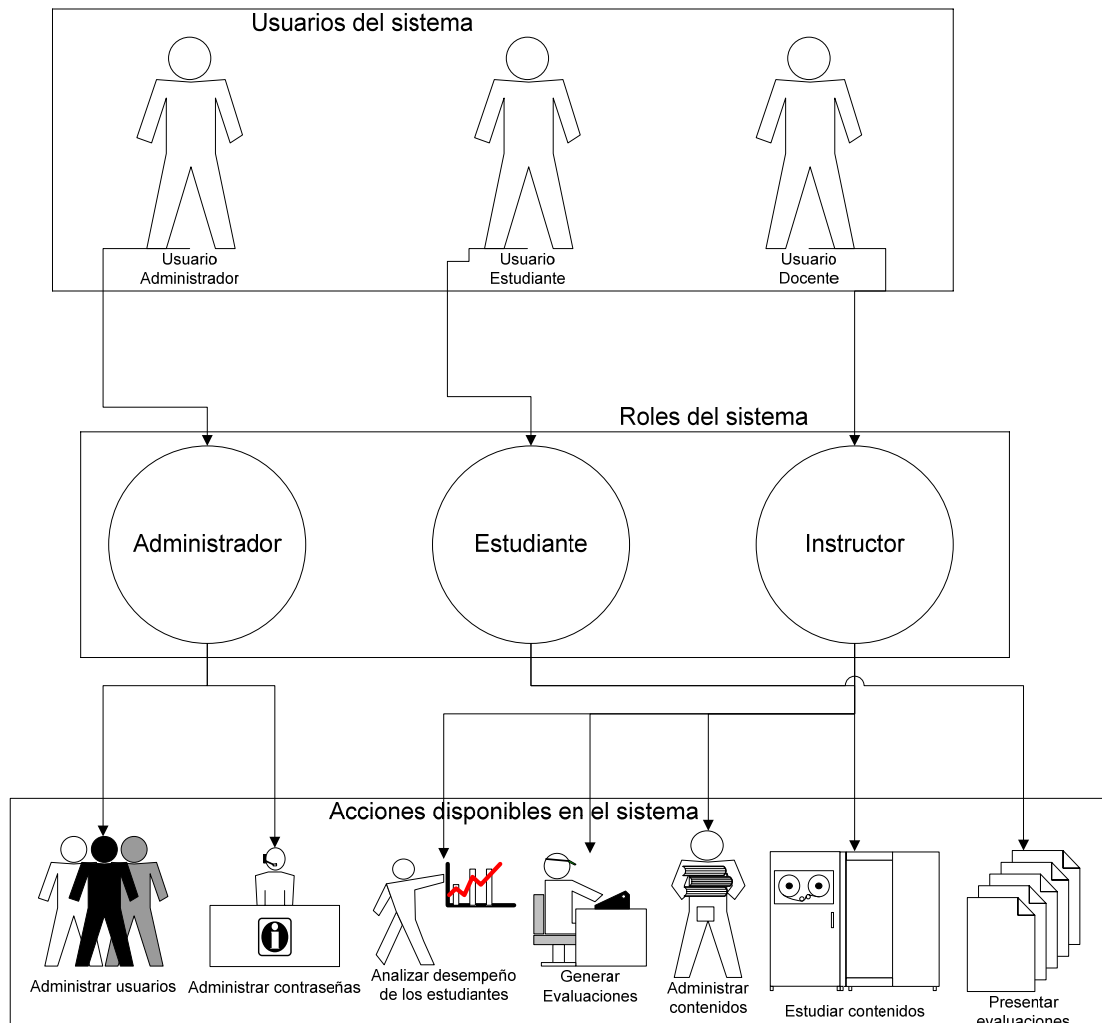 Usuarios del sistema
Usuario
Administrador
Usuario
Estudiante
Usuario
Docente
Roles del sistema
Administrador
Estudiante
Instructor
Acciones disponibles en el sistema
Administrar usuarios
Administrar contraseñas
Analizar desempeño
de los estudiantes
Generar
Evaluaciones
Administrar
contenidos
Estudiar contenidos
Presentar
evaluaciones